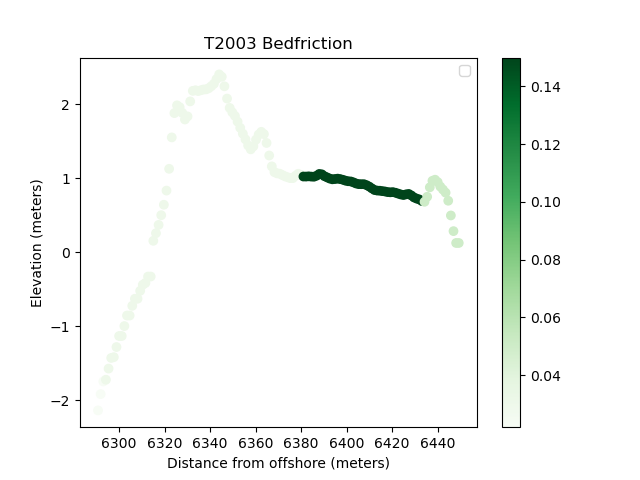 T2003 Bedfriction
2
1
0
−1
−2
Elevation (meters)
6300 6320 6340 6360 6380 6400 6420 6440
Distance from offshore (meters)
0.14
0.12
0.10
0.08
0.06
0.04